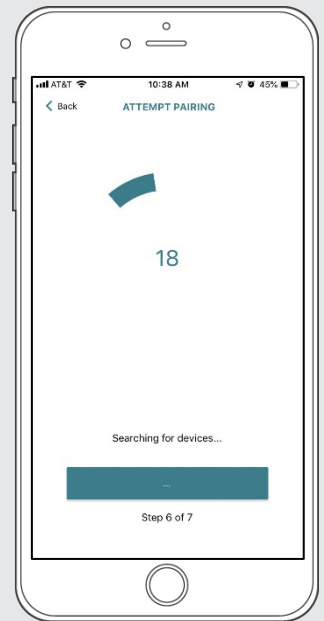 AT&T 10:38 AM 45%
Back ATTEMPT PAIRING
18
Searching for devices...
...
Step 6 of 7